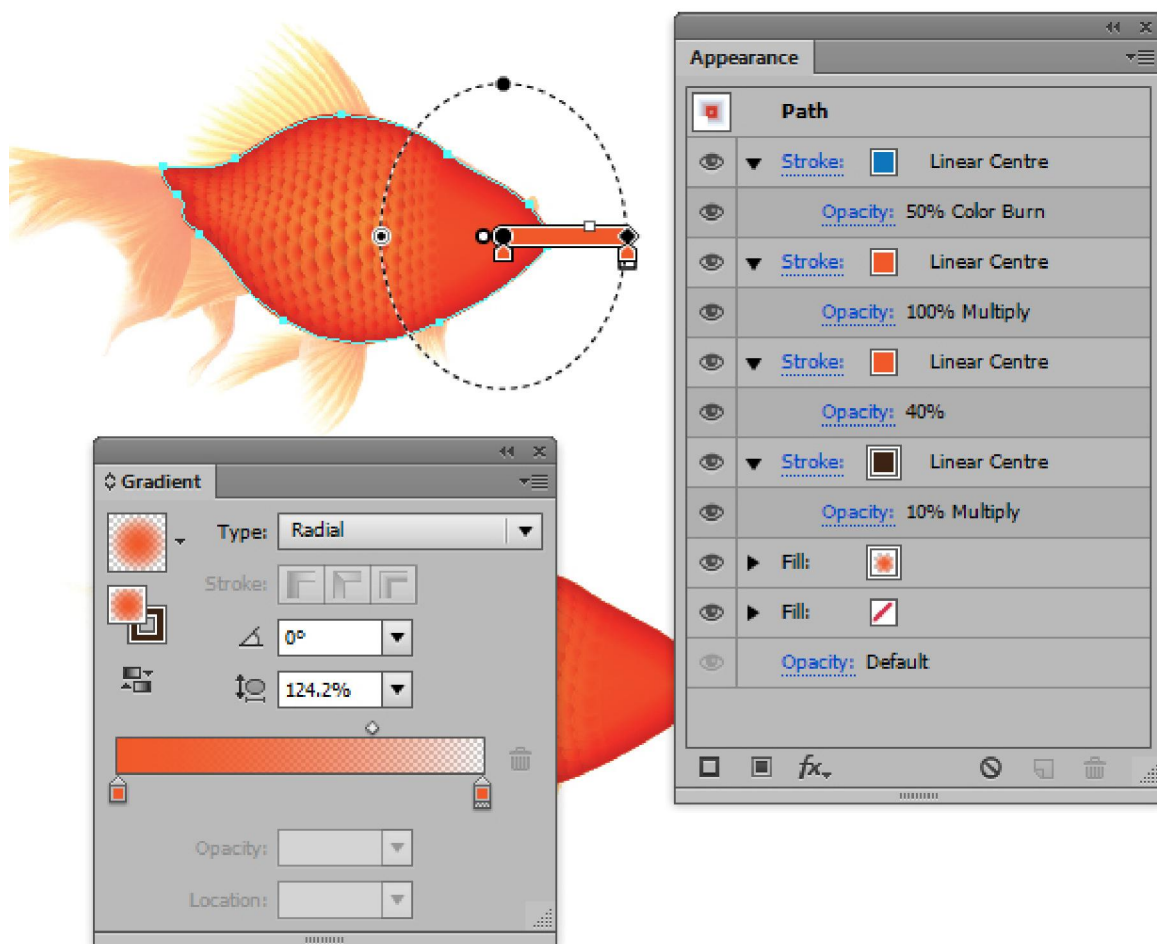 Appearance
Path
Stroke: Linear Centre
Opacity: 50% Color Burn
Stroke: Linear Centre
Opacity: 100% Multiply
Stroke: Linear Centre
Opacity: 40%
Stroke: Linear Centre
Opacity: 10% Multiply
Fill:
Fill:
Opacity: Default
fx
Gradient
Type: Radial
Stroke:
0°
124.2%
Opacity:
Location: